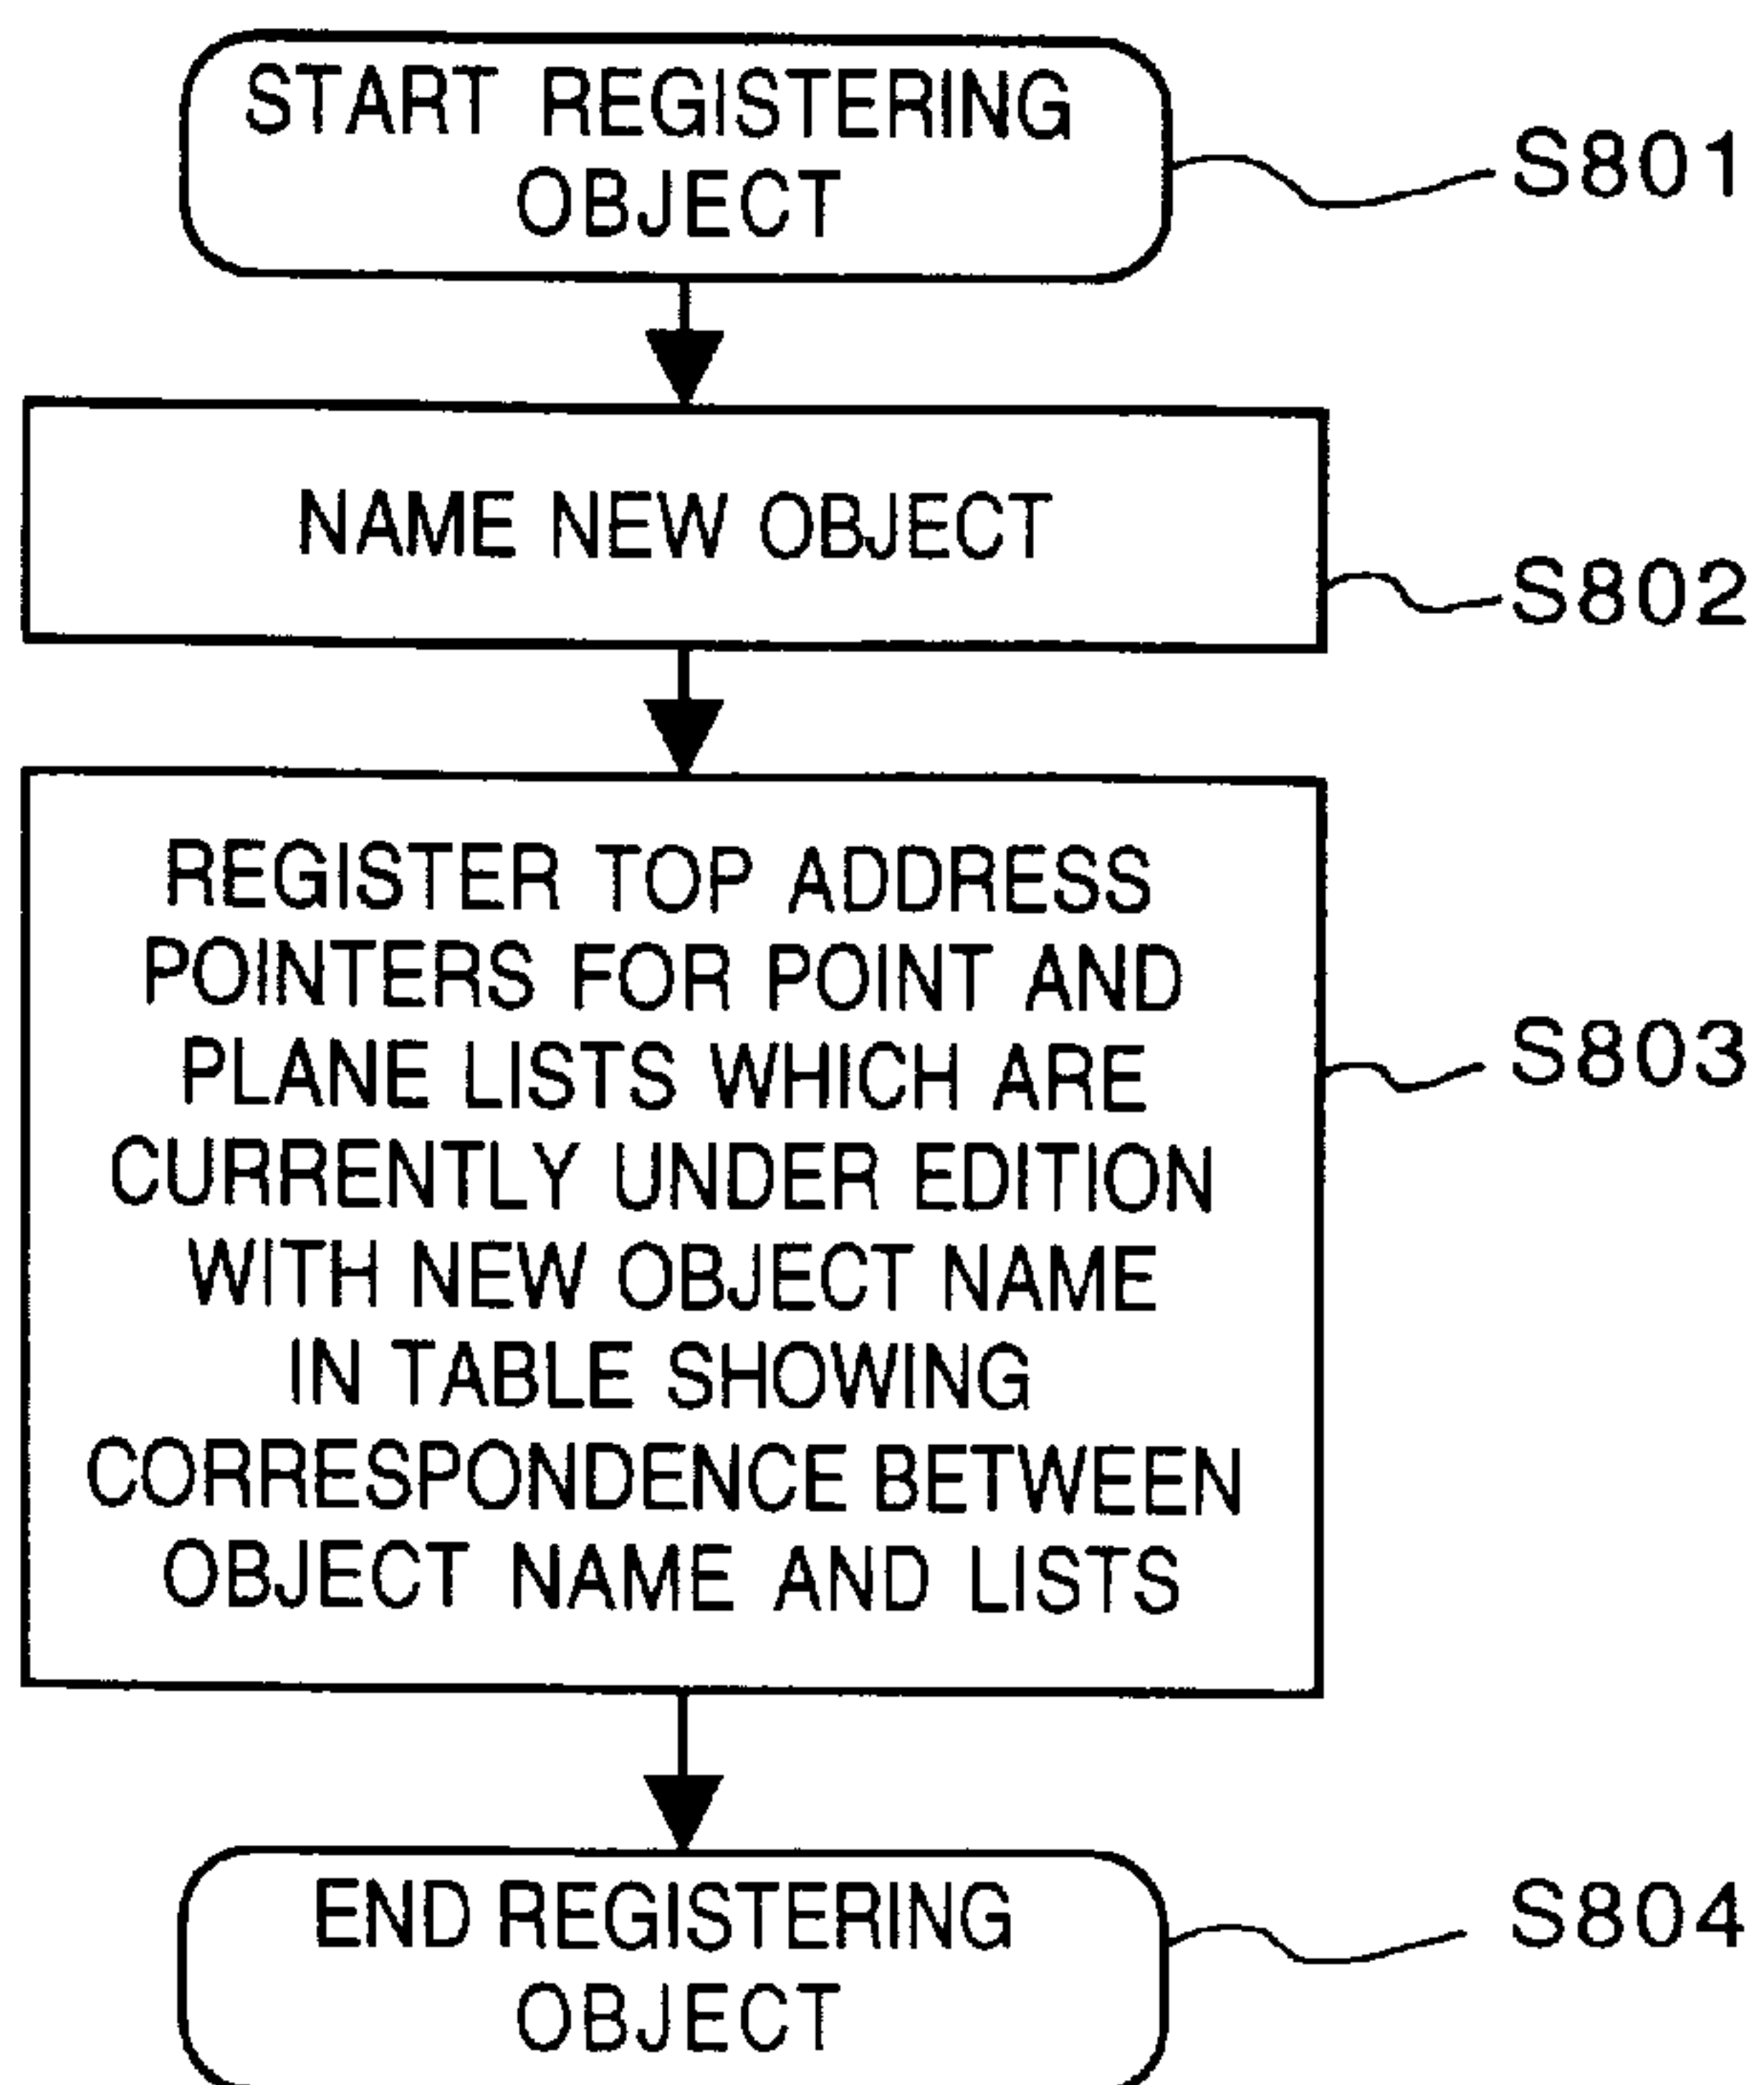 START REGISTERING
OBJECT
S801
NAME NEW OBJECT
S802
REGISTER TOP ADDRESS
POINTERS FOR POINT AND
PLANE LISTS WHICH ARE
CURRENTLY UNDER EDITION
WITH NEW OBJECT NAME
IN TABLE SHOWING
CORRESPONDENCE BETWEEN
OBJECT NAME AND LISTS
S803
END REGISTERING
OBJECT
S804